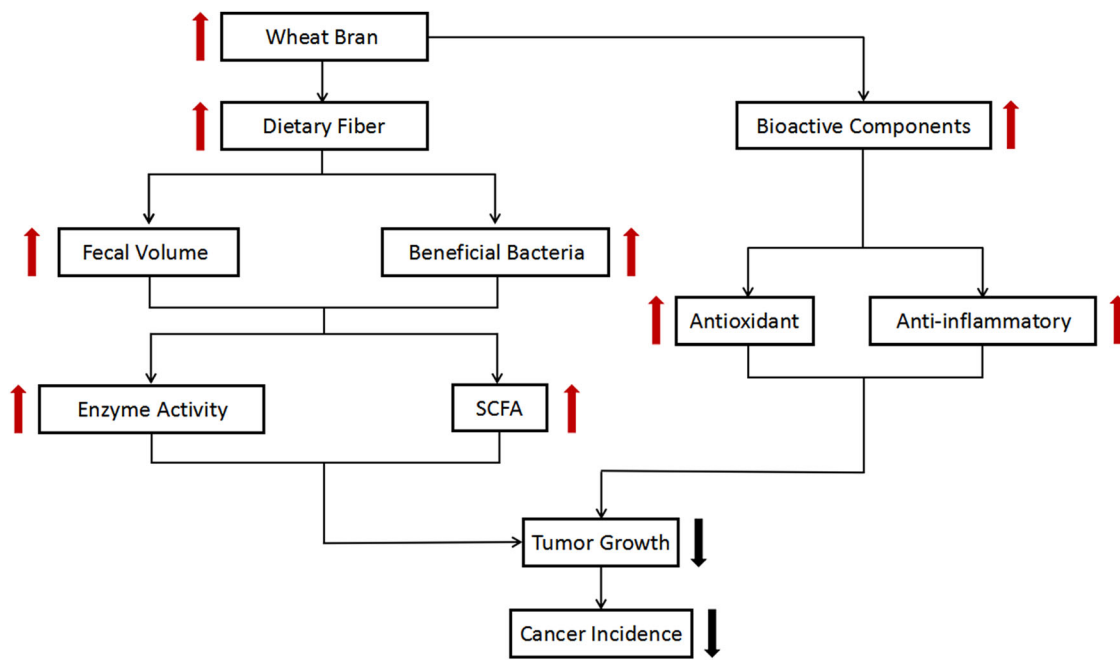 Wheat Bran
Dietary Fiber
Bioactive Components
Fecal Volume
Beneficial Bacteria
Antioxidant
Anti-inflammatory
Enzyme Activity
SCFA
Tumor Growth
Cancer Incidence